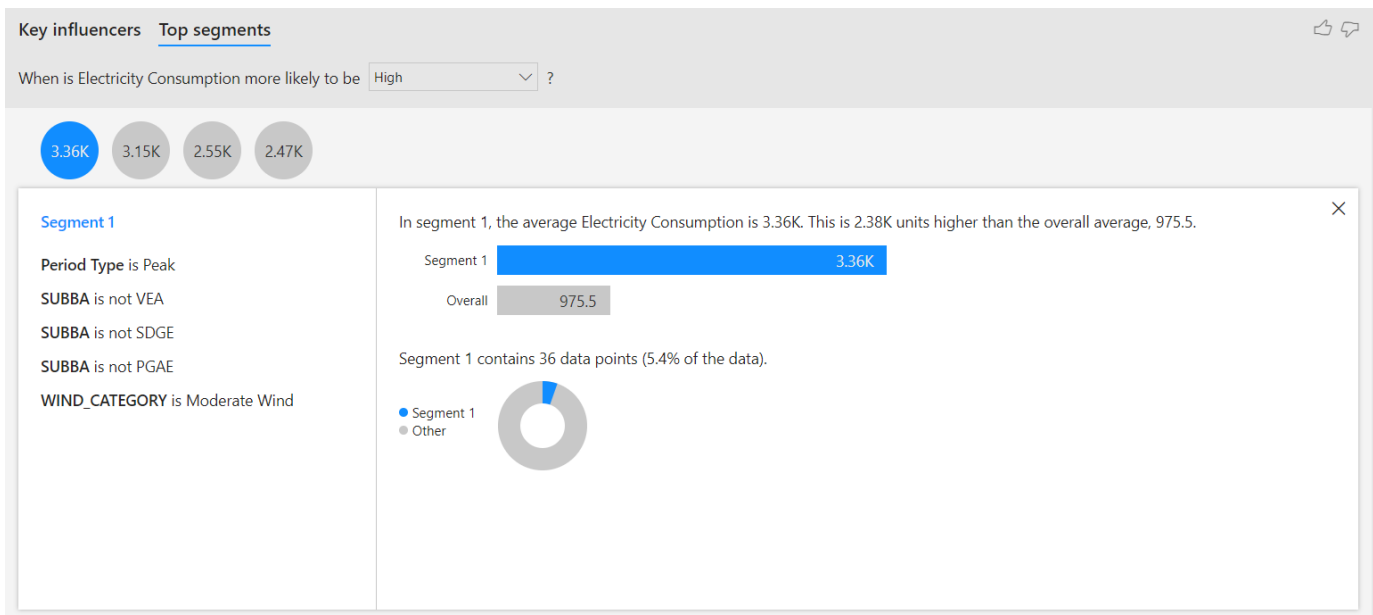 Key influencers Top segments
When is Electricity Consumption more likely to be High ?
3.36K 3.15K 2.55K 2.47K
Segment 1
Period Type is Peak
SUBBA is not VEA
SUBBA is not SDGE
SUBBA is not PGAE
WIND_CATEGORY is Moderate Wind
In segment 1, the average Electricity Consumption is 3.36K. This is 2.38K units higher than the overall average, 975.5.
Segment 1 3.36K
Overall 975.5
Segment 1 contains 36 data points (5.4% of the data).
Segment 1
Other